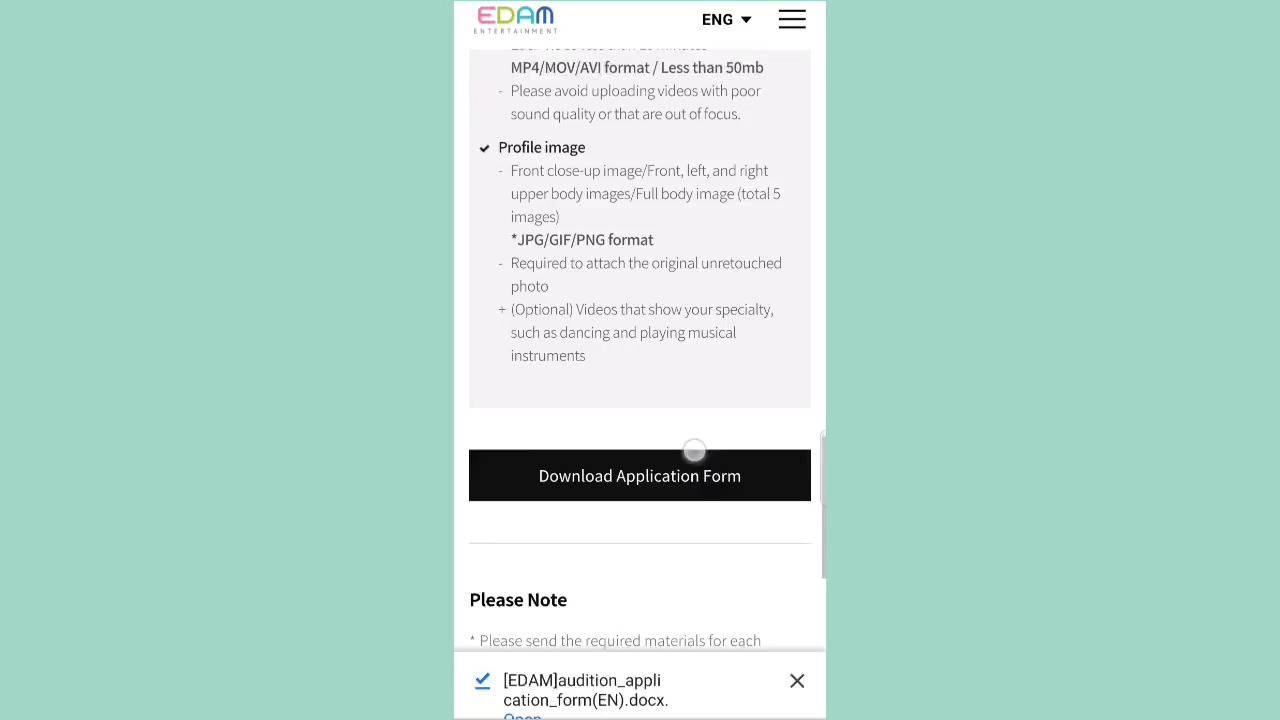 EDAM
ENTERTAINMENT
ENG
MP4/MOV/AVI format / Less than 50mb
- Please avoid uploading videos with poor
sound quality or that are out of focus.
Profile image
- Front close-up image/Front, left, and right
upper body images/Full body image (total 5
images)
*JPG/GIF/PNG format
- Required to attach the original unretouched
photo
+ (Optional) Videos that show your specialty,
such as dancing and playing musical
instruments
Download Application Form
Please Note
* Please send the required materials for each
[EDAM]audition_appli
cation_form(EN).docx.
Open